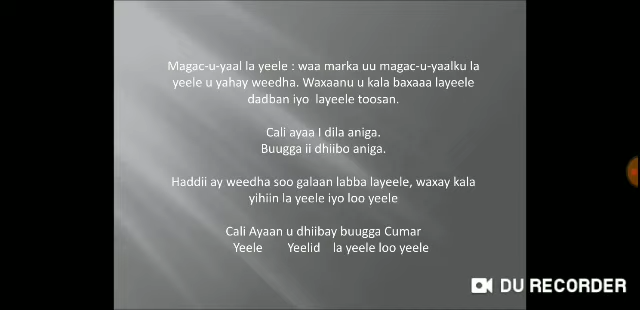 Magac-u-yaal la yeele : waa marka uu magac-u-yaalku la
yeele u yahay weedha. Waxaanu u kala baxaaa layeele
dadban iyo  layeele toosan.
Cali ayaa I dila aniga.
Buugga ii dhiibo aniga.
Haddii ay weedha soo galaan labba layeele, waxay kala
yihiin la yeele iyo loo yeele
Cali Ayaan u dhiibay buugga Cumar
Yeele      Yeelid   la yeele loo yeele
DU RECORDER